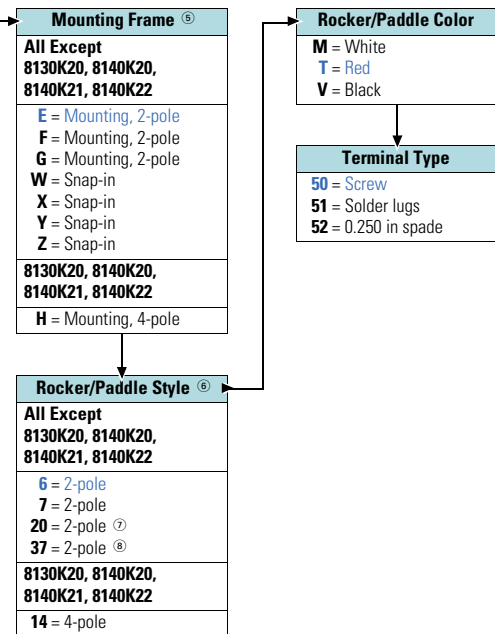 Mounting Frame ⑤
All Except
8130K20, 8140K20,
8140K21, 8140K22
E = Mounting, 2-pole
F = Mounting, 2-pole
G = Mounting, 2-pole
W = Snap-in
X = Snap-in
Y = Snap-in
Z = Snap-in
8130K20, 8140K20,
8140K21, 8140K22
H = Mounting, 4-pole
Rocker/Paddle Style ⑥
All Except
8130K20, 8140K20,
8140K21, 8140K22
6 = 2-pole
7 = 2-pole
20 = 2-pole ⑦
37 = 2-pole ⑧
8130K20, 8140K20,
8140K21, 8140K22
14 = 4-pole
Rocker/Paddle Color
M = White
T = Red
V = Black
Terminal Type
50 = Screw
51 = Solder lugs
52 = 0.250 in spade